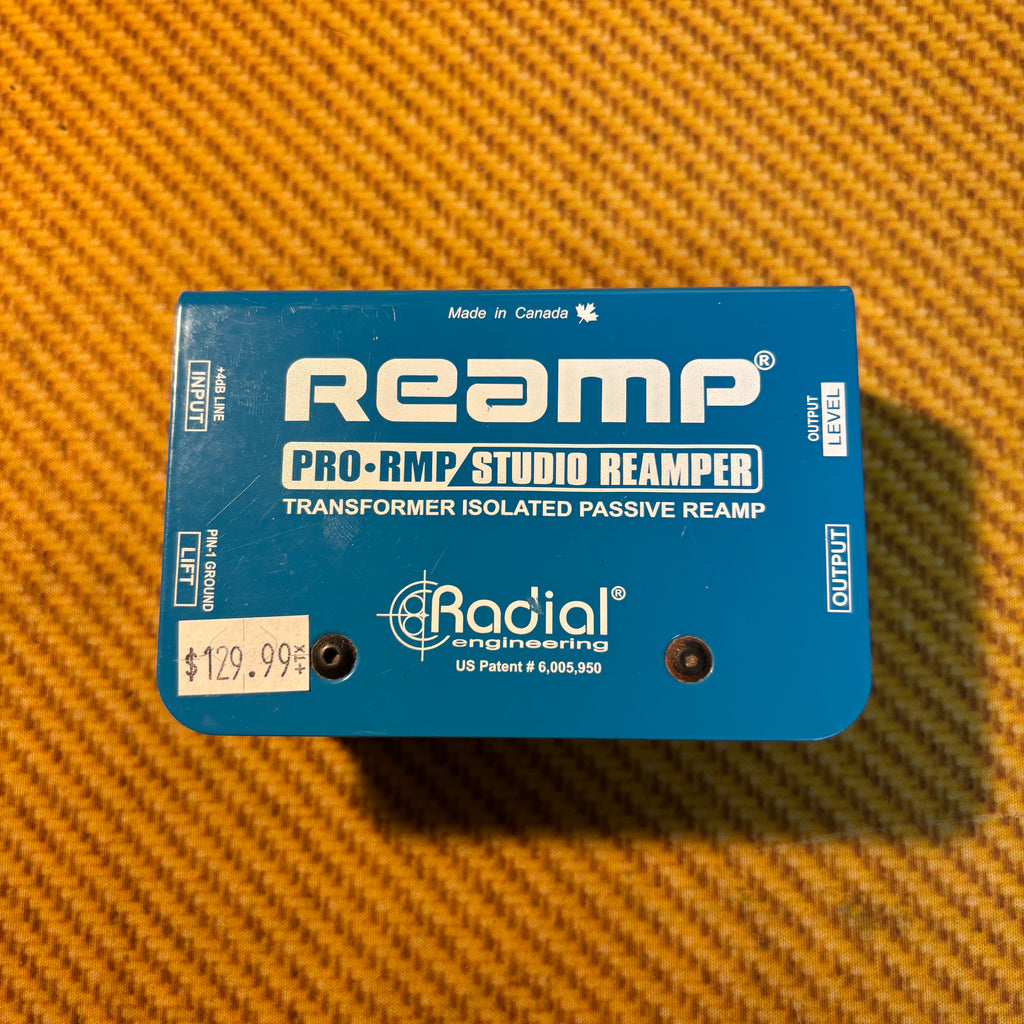 Made in Canada
REAMP®
+4dB LINE
INPUT
OUTPUT
LEVEL
PRO•RMP/STUDIO REAMPER
TRANSFORMER ISOLATED PASSIVE REAMP
PIN-1 GROUND
LIFT
OUTPUT
Radial®
engineering
US Patent # 6,005,950
$129.99+TX